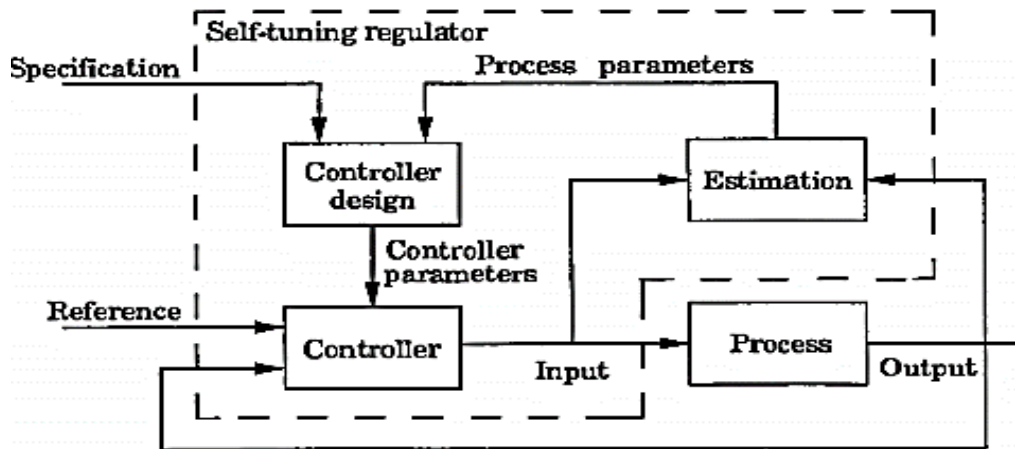 Self-tuning regulator
Specification
Process parameters
Controller
design
Estimation
Controller
parameters
Reference
Controller
Input
Process
Output